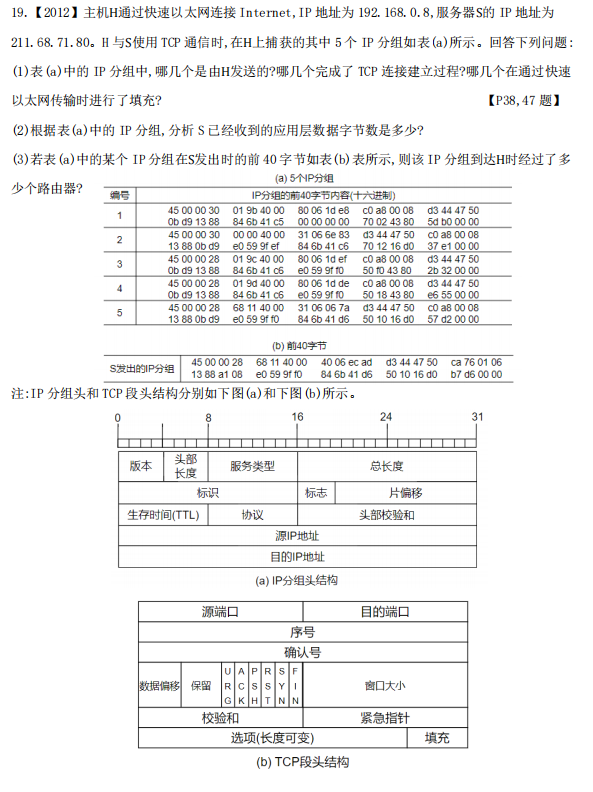 19.【2012】主机H通过快速以太网连接 Internet,IP 地址为 192.168.0.8,服务器S的 IP 地址为
211.68.71.80。H 与S使用 TCP 通信时,在H上捕获的其中 5 个 IP 分组如表(a)所示。回答下列问题:
(1)表(a)中的 IP 分组中,哪几个是由H发送的?哪几个完成了 TCP 连接建立过程?哪几个在通过快速
以太网传输时进行了填充? 【P38,47 题】
(2)根据表(a)中的 IP 分组,分析 S 已经收到的应用层数据字节数是多少?
(3)若表(a)中的某个 IP 分组在S发出时的前 40 字节如表(b)表所示,则该 IP 分组到达H时经过了多
少个路由器?
(a) 5个IP分组
编号 IP分组的前40字节内容(十六进制)
1 45 00 00 30 01 9b 40 00 80 06 1d e8 c0 a8 00 08 d3 44 47 50
0b d9 13 88 84 6b 41 c5 00 00 00 00 70 02 43 80 5d b0 00 00
2 45 00 00 30 00 00 40 00 31 06 6e 83 d3 44 47 50 c0 a8 00 08
13 88 0b d9 e0 59 9f ef 84 6b 41 c6 70 12 16 d0 37 e1 00 00
3 45 00 00 28 01 9c 40 00 80 06 1d ef c0 a8 00 08 d3 44 47 50
0b d9 13 88 84 6b 41 c6 e0 59 9f f0 50 f0 43 80 2b 32 00 00
4 45 00 00 28 01 9d 40 00 80 06 1d de c0 a8 00 08 d3 44 47 50
0b d9 13 88 84 6b 41 c6 e0 59 9f f0 50 18 43 80 e6 55 00 00
5 45 00 00 28 68 11 40 00 31 06 06 7a d3 44 47 50 c0 a8 00 08
13 88 0b d9 e0 59 9f f0 84 6b 41 d6 50 10 16 d0 57 d2 00 00
(b) 前40字节
S发出的IP分组 45 00 00 28 68 11 40 00 40 06 ec ad d3 44 47 50 ca 76 01 06
13 88 a1 08 e0 59 9f f0 84 6b 41 d6 50 10 16 d0 b7 d6 00 00
注:IP 分组头和 TCP 段头结构分别如下图(a)和下图(b)所示。
0 8 16 24 31
版本 头部长度 服务类型 总长度
标识 标志 片偏移
生存时间(TTL) 协议 头部校验和
源IP地址
目的IP地址
(a) IP分组头结构
源端口 目的端口
序号
确认号
数据偏移 保留 URG ACK PSH RST SYN FIN 窗口大小
校验和 紧急指针
选项(长度可变) 填充
(b) TCP段头结构